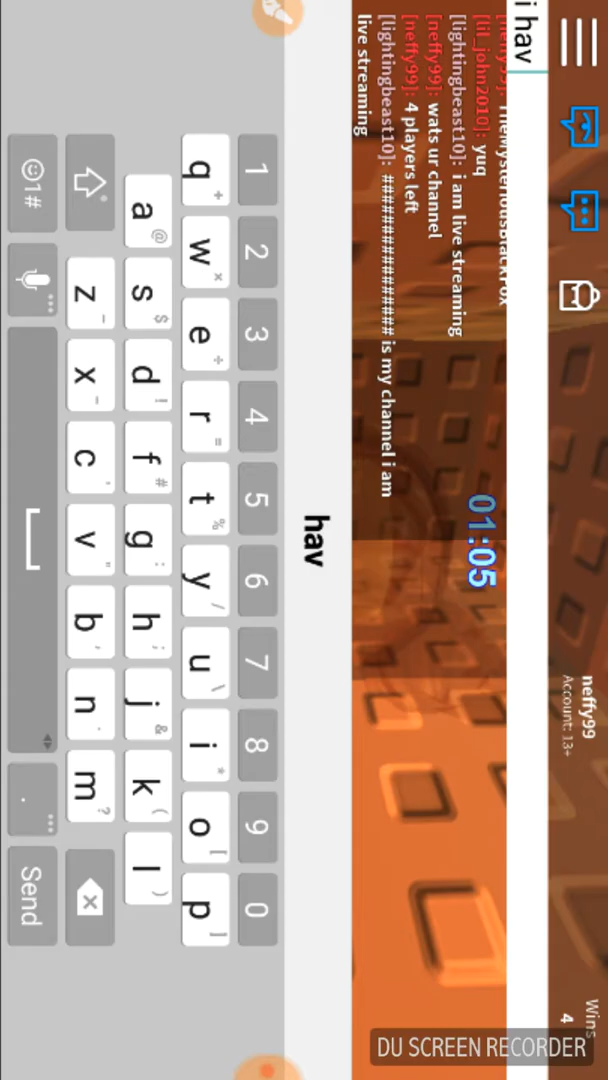 i hav
neffy99
Account: 13+
Wins
4
TheMysteriousBlackFox
[lil_john2010]: yuq
[lightingbeast10]: i am live streaming
[neffy99]: wats ur channel
[neffy99]: 4 players left
[lightingbeast10]: ################## is my channel i am
live streaming
01:05
hav
1 2 3 4 5 6 7 8 9 0
q w e r t y u i o p
a s d f g h j k l
z x c v b n m
1# . Send
DU SCREEN RECORDER